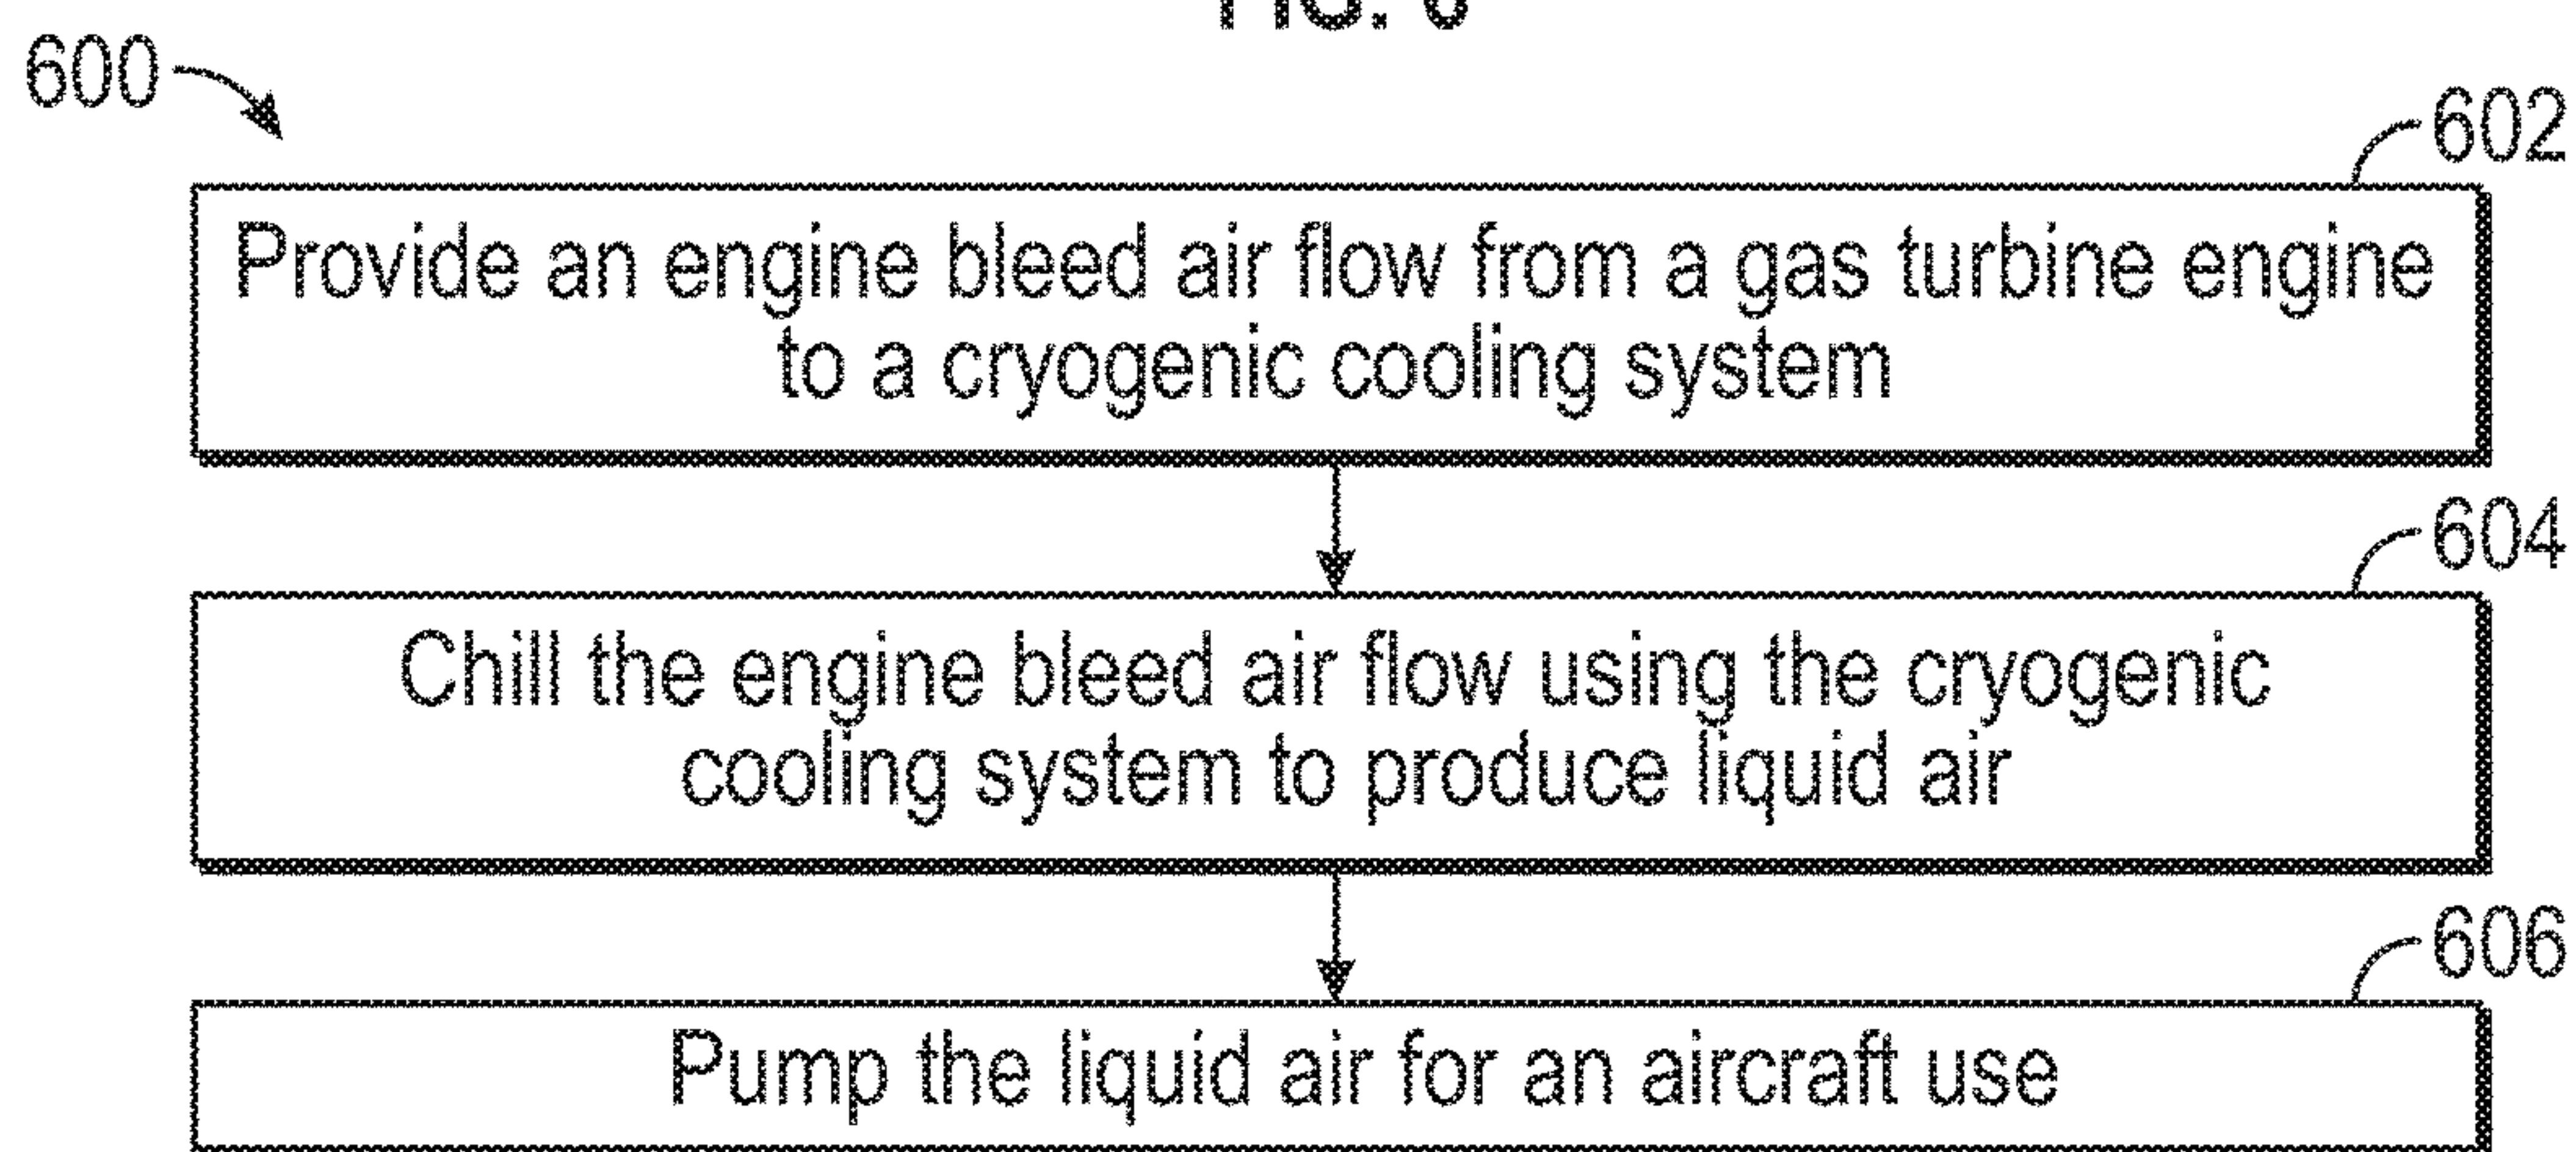 600
602
Provide an engine bleed air flow from a gas turbine engine
to a cryogenic cooling system
604
Chill the engine bleed air flow using the cryogenic
cooling system to produce liquid air
606
Pump the liquid air for an aircraft use